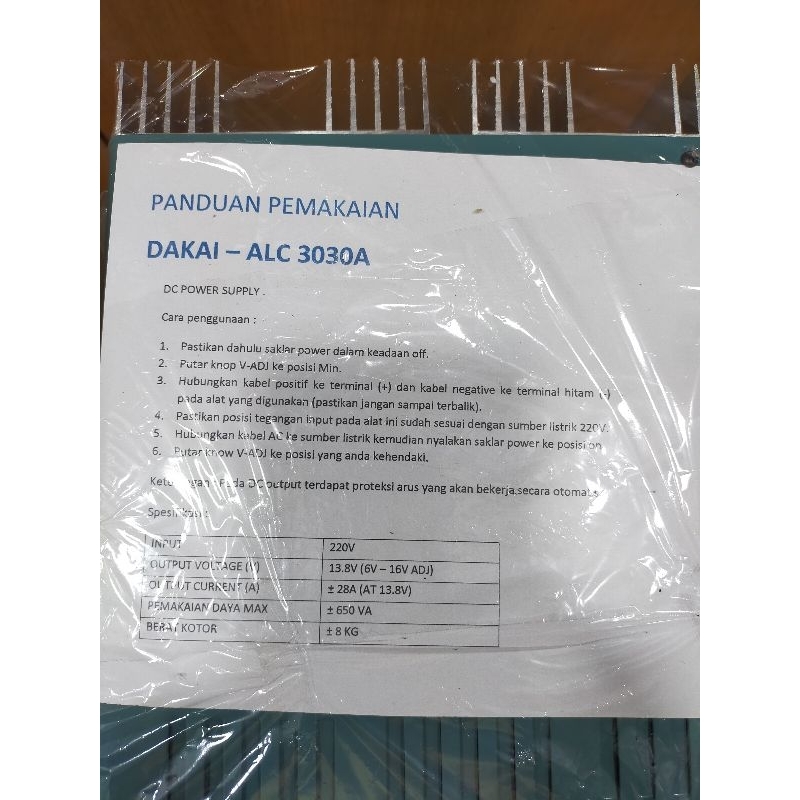 PANDUAN PEMAKAIAN
DAKAI – ALC 3030A
DC POWER SUPPLY .
Cara penggunaan :
1. Pastikan dahulu saklar power dalam keadaan off.
2. Putar knop V-ADJ ke posisi Min.
3. Hubungkan kabel positif ke terminal (+) dan kabel negative ke terminal hitam (-)
pada alat yang digunakan (pastikan jangan sampai terbalik).
4. Pastikan posisi tegangan input pada alat ini sudah sesuai dengan sumber listrik 220V.
5. Hubungkan kabel AC ke sumber listrik kemudian nyalakan saklar power ke posisi on
6. Putar know V-ADJ ke posisi yang anda kehendaki.
: Pada DC output terdapat proteksi arus yang akan bekerja secara otomatis
:
INPUT 220V
OUTPUT VOLTAGE (V) 13.8V (6V – 16V ADJ)
OUTPUT CURRENT (A) ± 28A (AT 13.8V)
PEMAKAIAN DAYA MAX ± 650 VA
BERAT KOTOR ± 8 KG